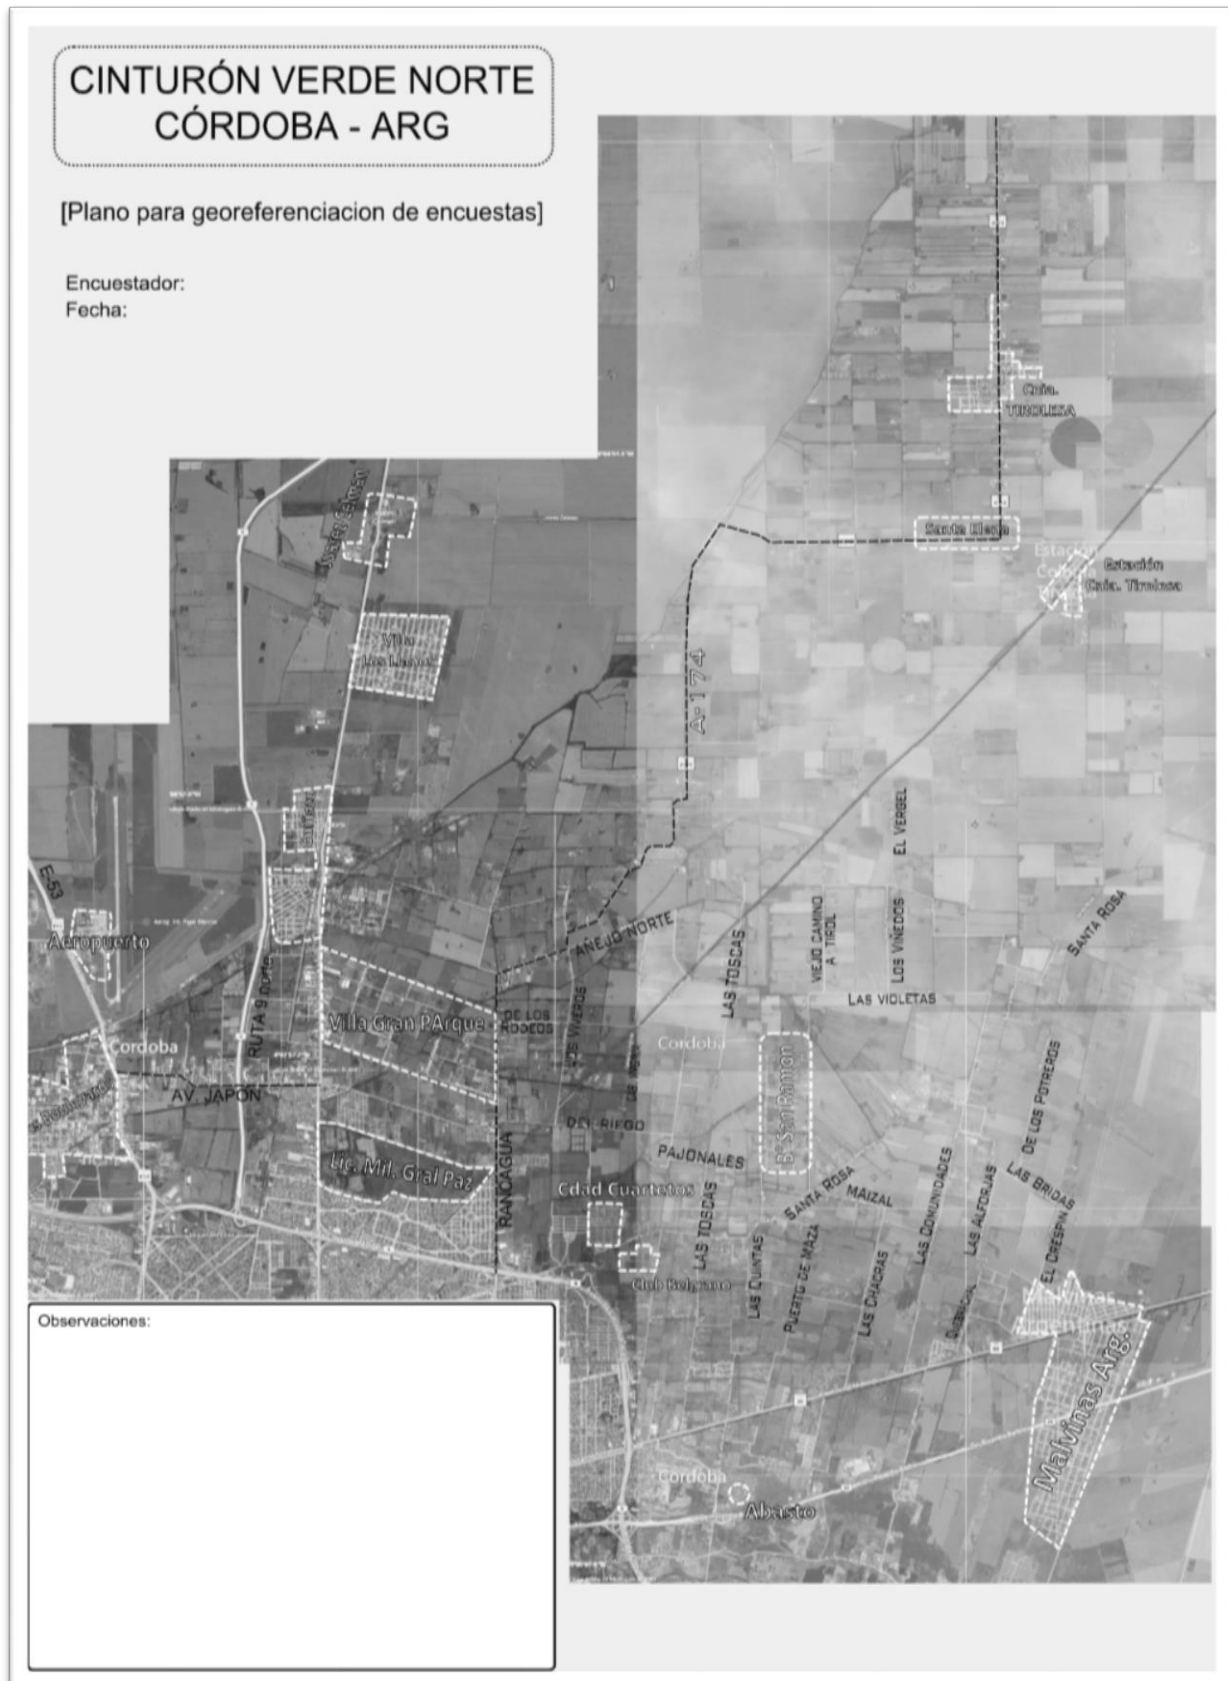 CINTURÓN VERDE NORTE
CÓRDOBA - ARG
[Plano para georeferenciacion de encuestas]
Encuestador:
Fecha:
Cnia.
TIROLESA
Santa Elena
Estación
Estación
Cnia. Tirolesa
Juarez Celman
Villa
Los Llanos
A-174
EL VERGEL
E-53
Aeropuerto
AÑEJO NORTE
SANTA ROSA
LAS TOSCAS
VIEJO CAMINO
A - TIROL
LOS VIÑEDOS
LAS VIOLETAS
RUTA 9 norte
Villa Gran PArque
DE LOS
RODEOS
LOS VIVEROS
Cordoba
Cordoba
AV. JAPÓN
Bº San Ramon
DE LOS POTREROS
DEL RIEGO
PAJONALES
RANCAGUA
Lic. Mil. Gral Paz
Cdad Cuartetos
LAS TOSCAS
SANTA ROSA
MAIZAL
LAS COMUNIDADES
LAS ALFORJAS
LAS BRIDAS
EL CRESPIN
Club Belgrano
LAS QUINTAS
PUERTO DE MAZA
LAS CHACRAS
Argentinas
Malvinas Arg.
Observaciones:
Cordoba
Abasto